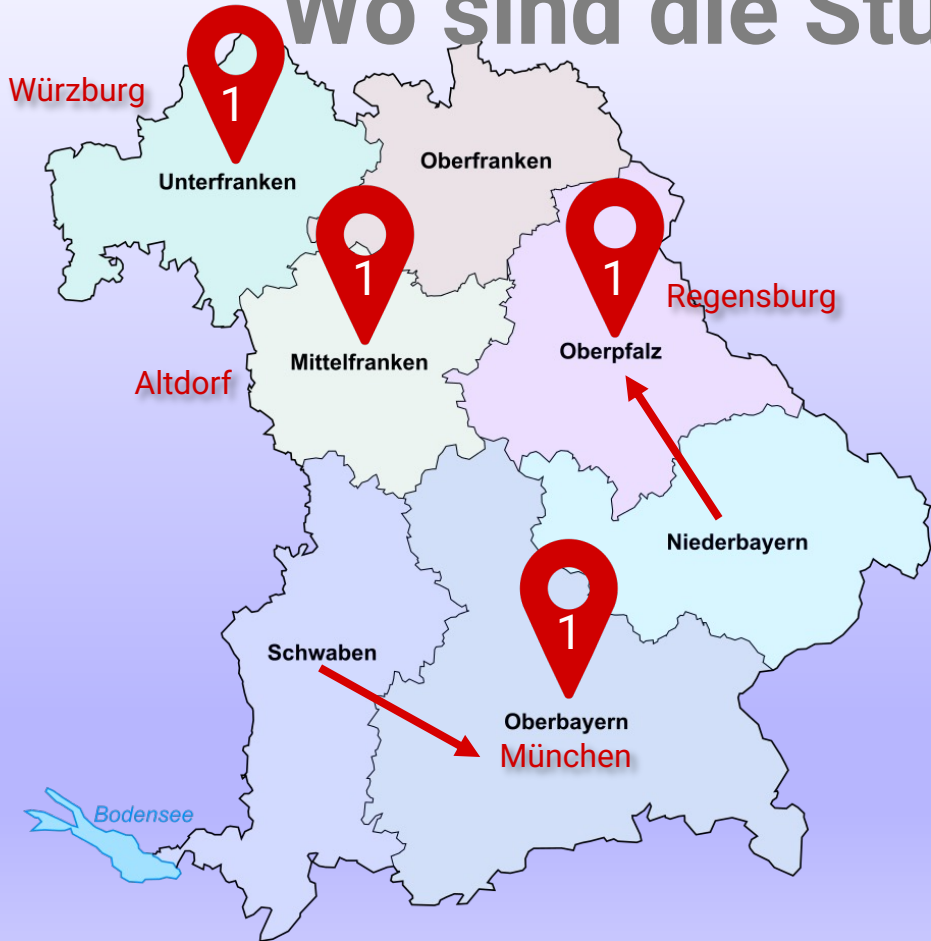 Wo sind die Stu
Würzburg
1
Unterfranken
Oberfranken
1
1
Regensburg
Oberpfalz
Mittelfranken
Altdorf
Niederbayern
1
Schwaben
Oberbayern
München
Bodensee